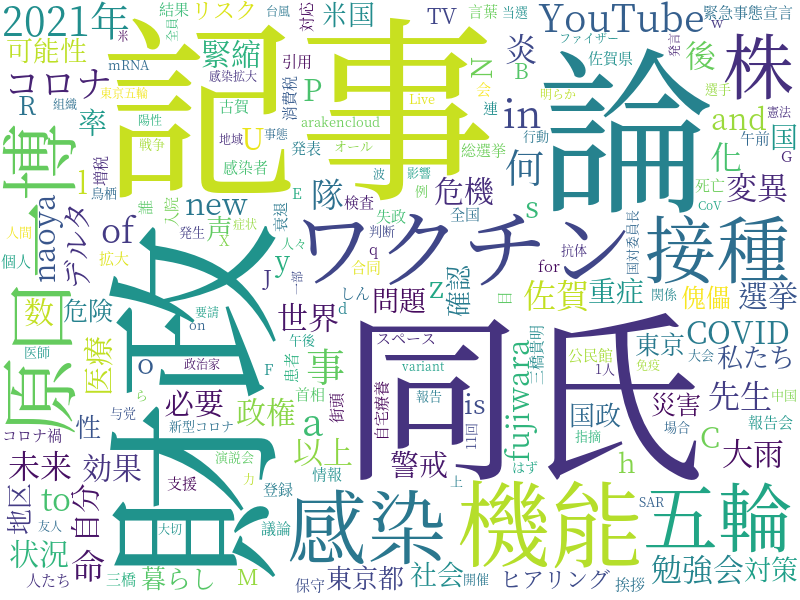 2021年
可能性
コロナ
mRNA
東京五輪
組織
台風
結果
リスク
米
全員
緊縮
感染拡大
古賀
陽性
戦争
地域
事態
感染者
記事
対応
米国
TV
引用
消費税
P
arakencloud
Live
発表
オール
言葉
当選
炎
N
会
連
総選挙
危機
YouTube
W
ファイザー
緊急事態宣言
佐賀県
B
in
明らか
何
行動
後
and
化
論
発言
選手
株
憲法
国
G
午前
変異
死亡
CoV
R
率
U
博
原口
一
l
増税
鳥栖
naoya
デルタ
人間
個人
拡大
数
危険
医療
医師
of
new
誰
入院
発生
声
X
症状
衰退
y
J
E
人々
一部
隊
影響
波
例
検査
失政
判断
q
合同
全国
しん
d
ワクチン
s
z
抗体
for
確認
接種
国対委員長
佐賀
重症
目
関係
傀儡
選挙
財政
o
要請
on
政治家
必要
事
午後
世界
患者
F
ら
性
コロナ禍
与党
新型コロナ
政権
a
首相
街頭
問題
スペース
variant
自宅療養
報告
is
同氏
fujiwara
三橋貴明
公民館
1人
東京
大会
免疫
COVID
私たち
中国
国政
指摘
場合
災害
先生
報告会
C
大雨
未来
効果
支援
演説会
力
以上
警戒
情報
11回
はず
h
地区
to
自分
登録
議論
大切
感染
機能
上
SAR
五輪
状況
友人
命
人たち
三橋
暮らし
M
保守
東京都
社会
開催
ヒアリング
挨拶
勉強会
対策